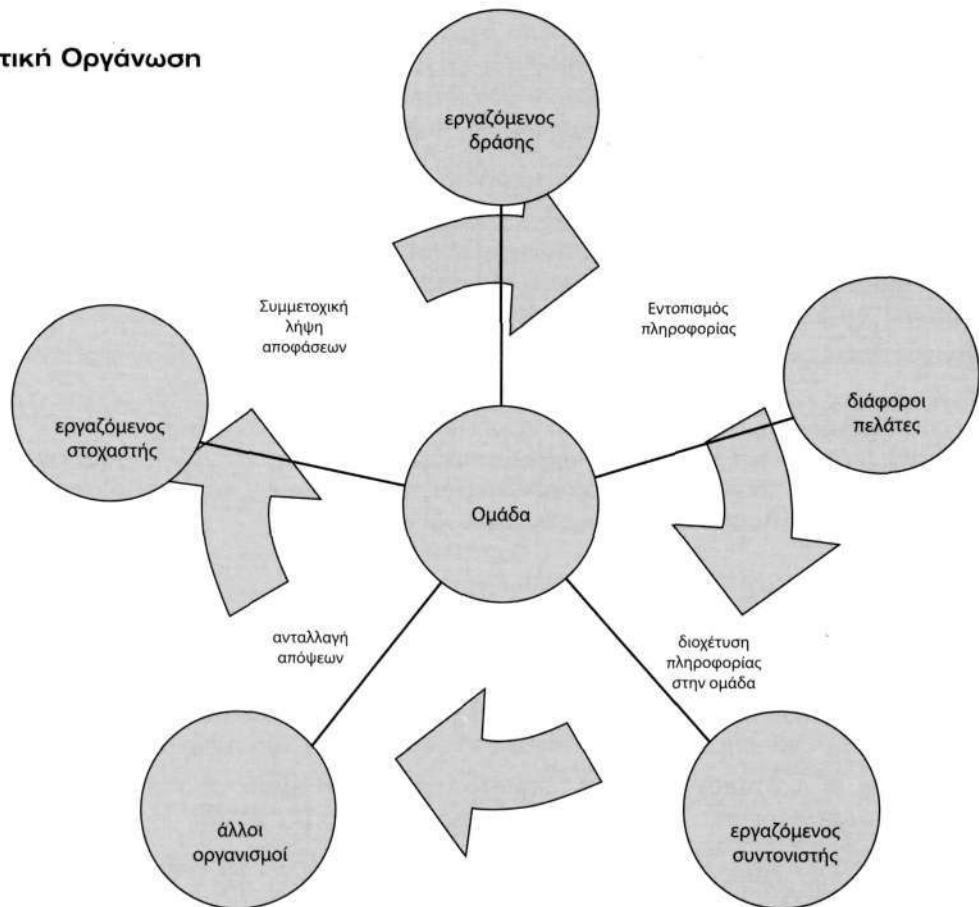 τική Οργάνωση
εργαζόμενος
δράσης
Συμμετοχική
λήψη
αποφάσεων
Εντοπισμός
πληροφορίας
εργαζόμενος
στοχαστής
διάφοροι
πελάτες
Ομάδα
ανταλλαγή
απόψεων
διοχέτυση
πληροφορίας
στην ομάδα
άλλοι
οργανισμοί
εργαζόμενος
συντονιστής